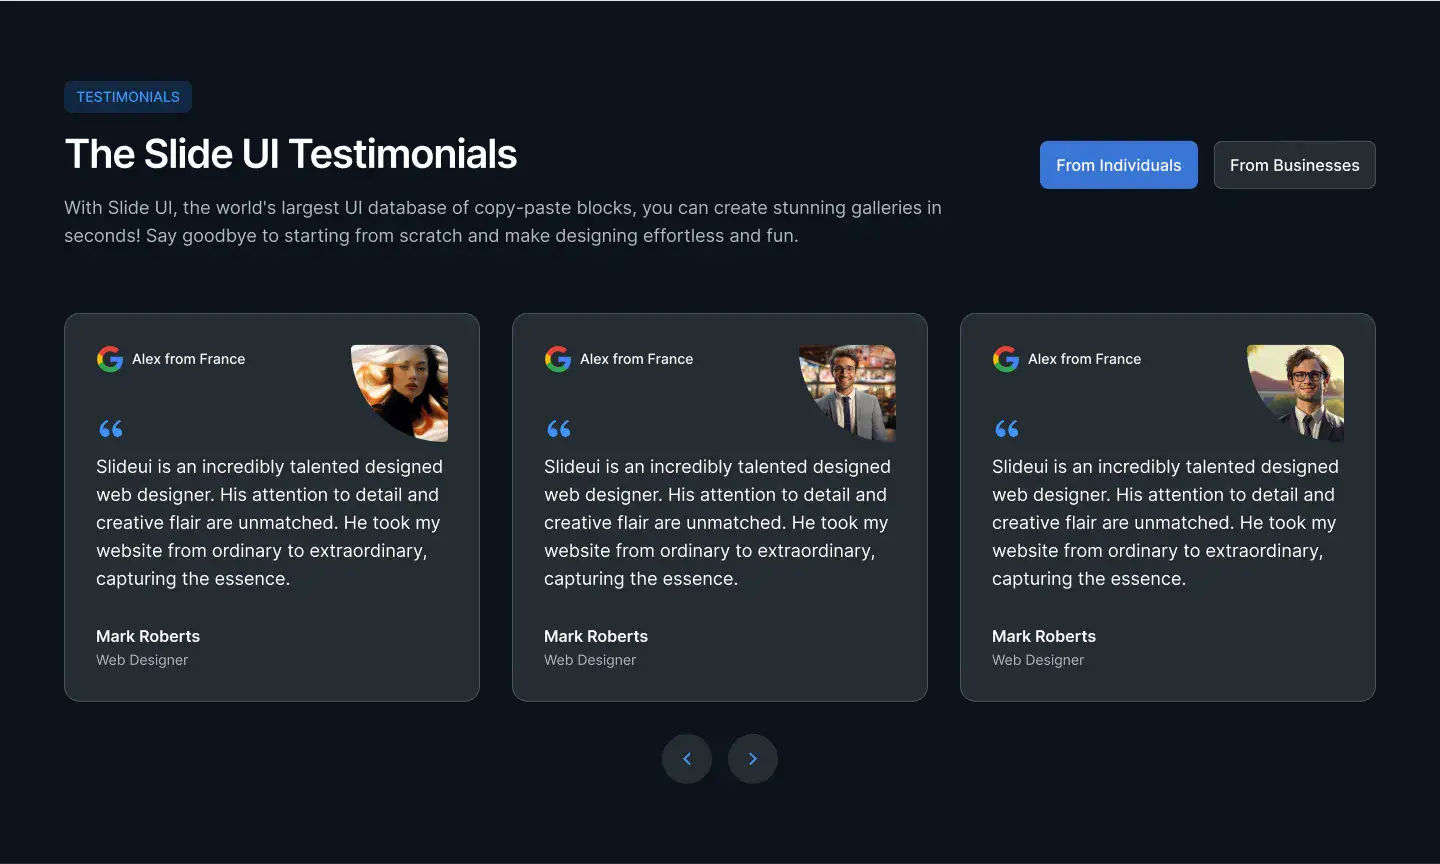 TESTIMONIALS
The Slide UI Testimonials
With Slide UI, the world's largest UI database of copy-paste blocks, you can create stunning galleries in
seconds! Say goodbye to starting from scratch and make designing effortless and fun.
From Individuals
From Businesses
Alex from France
“
Slideui is an incredibly talented designed
web designer. His attention to detail and
creative flair are unmatched. He took my
website from ordinary to extraordinary,
capturing the essence.
Mark Roberts
Web Designer
Alex from France
“
Slideui is an incredibly talented designed
web designer. His attention to detail and
creative flair are unmatched. He took my
website from ordinary to extraordinary,
capturing the essence.
Mark Roberts
Web Designer
Alex from France
“
Slideui is an incredibly talented designed
web designer. His attention to detail and
creative flair are unmatched. He took my
website from ordinary to extraordinary,
capturing the essence.
Mark Roberts
Web Designer